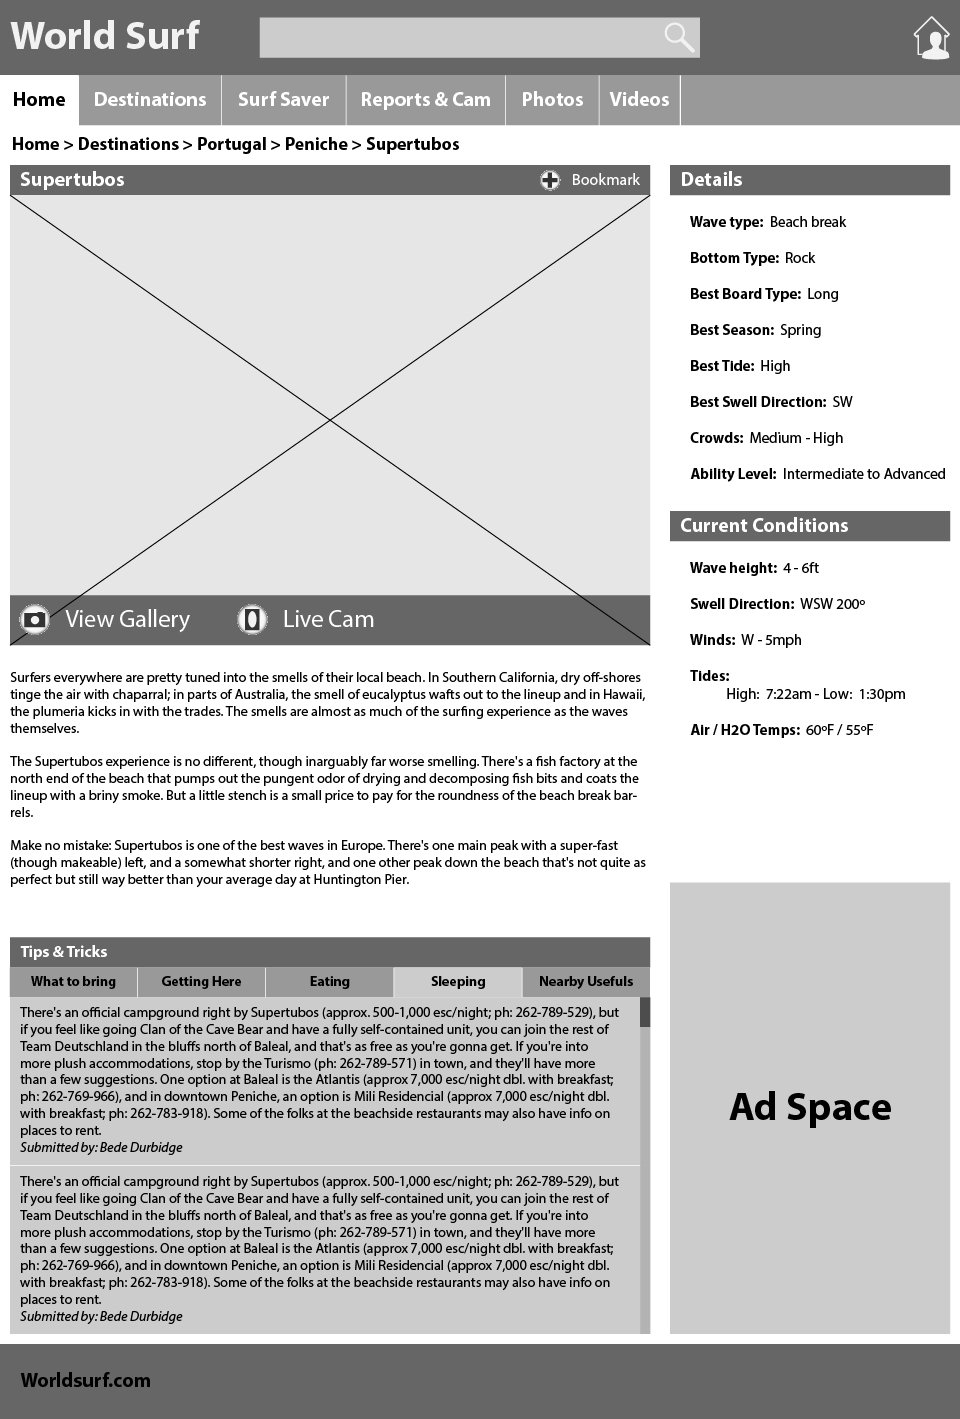 World Surf
Home
Destinations
Surf Saver
Reports & Cam
Photos
Videos
Home > Destinations > Portugal > Peniche > Supertubos
Supertubos
Bookmark
View Gallery
Live Cam
Surfers everywhere are pretty tuned into the smells of their local beach. In Southern California, dry off-shores
tinge the air with chaparral; in parts of Australia, the smell of eucalyptus wafts out to the lineup and in Hawaii,
the plumeria kicks in with the trades. The smells are almost as much of the surfing experience as the waves
themselves.
The Supertubos experience is no different, though inarguably far worse smelling. There's a fish factory at the
north end of the beach that pumps out the pungent odor of drying and decomposing fish bits and coats the
lineup with a briny smoke. But a little stench is a small price to pay for the roundness of the beach break bar-
rels.
Make no mistake: Supertubos is one of the best waves in Europe. There's one main peak with a super-fast
(though makeable) left, and a somewhat shorter right, and one other peak down the beach that's not quite as
perfect but still way better than your average day at Huntington Pier.
Tips & Tricks
What to bring
Getting Here
Eating
Sleeping
Nearby Usefuls
There's an official campground right by Supertubos (approx. 500-1,000 esc/night; ph: 262-789-529), but
if you feel like going Clan of the Cave Bear and have a fully self-contained unit, you can join the rest of
Team Deutschland in the bluffs north of Baleal, and that's as free as you're gonna get. If you're into
more plush accommodations, stop by the Turismo (ph: 262-789-571) in town, and they'll have more
than a few suggestions. One option at Baleal is the Atlantis (approx 7,000 esc/night dbl. with breakfast;
ph: 262-769-966), and in downtown Peniche, an option is Mili Residencial (approx 7,000 esc/night dbl.
with breakfast; ph: 262-783-918). Some of the folks at the beachside restaurants may also have info on
places to rent.
Submitted by: Bede Durbidge
There's an official campground right by Supertubos (approx. 500-1,000 esc/night; ph: 262-789-529), but
if you feel like going Clan of the Cave Bear and have a fully self-contained unit, you can join the rest of
Team Deutschland in the bluffs north of Baleal, and that's as free as you're gonna get. If you're into
more plush accommodations, stop by the Turismo (ph: 262-789-571) in town, and they'll have more
than a few suggestions. One option at Baleal is the Atlantis (approx 7,000 esc/night dbl. with breakfast;
ph: 262-769-966), and in downtown Peniche, an option is Mili Residencial (approx 7,000 esc/night dbl.
with breakfast; ph: 262-783-918). Some of the folks at the beachside restaurants may also have info on
places to rent.
Submitted by: Bede Durbidge
Details
Wave type: Beach break
Bottom Type: Rock
Best Board Type: Long
Best Season: Spring
Best Tide: High
Best Swell Direction: SW
Crowds: Medium - High
Ability Level: Intermediate to Advanced
Current Conditions
Wave height: 4 - 6ft
Swell Direction: WSW 200º
Winds: W - 5mph
Tides:
High: 7:22am - Low: 1:30pm
Air / H2O Temps: 60ºF / 55ºF
Ad Space
Worldsurf.com